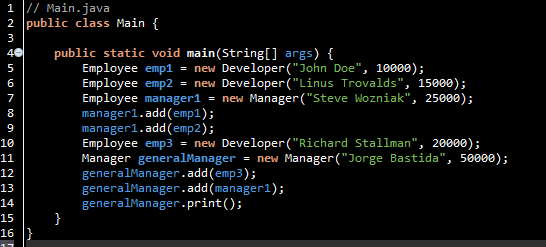 1 // Main.java
2 public class Main {
3
4 public static void main(String[] args) {
5 Employee emp1 = new Developer("John Doe", 10000);
6 Employee emp2 = new Developer("Linus Trovalds", 15000);
7 Employee manager1 = new Manager("Steve Wozniak", 25000);
8 manager1.add(emp1);
9 manager1.add(emp2);
10 Employee emp3 = new Developer("Richard Stallman", 20000);
11 Manager generalManager = new Manager("Jorge Bastida", 50000);
12 generalManager.add(emp3);
13 generalManager.add(manager1);
14 generalManager.print();
15 }
16 }
17